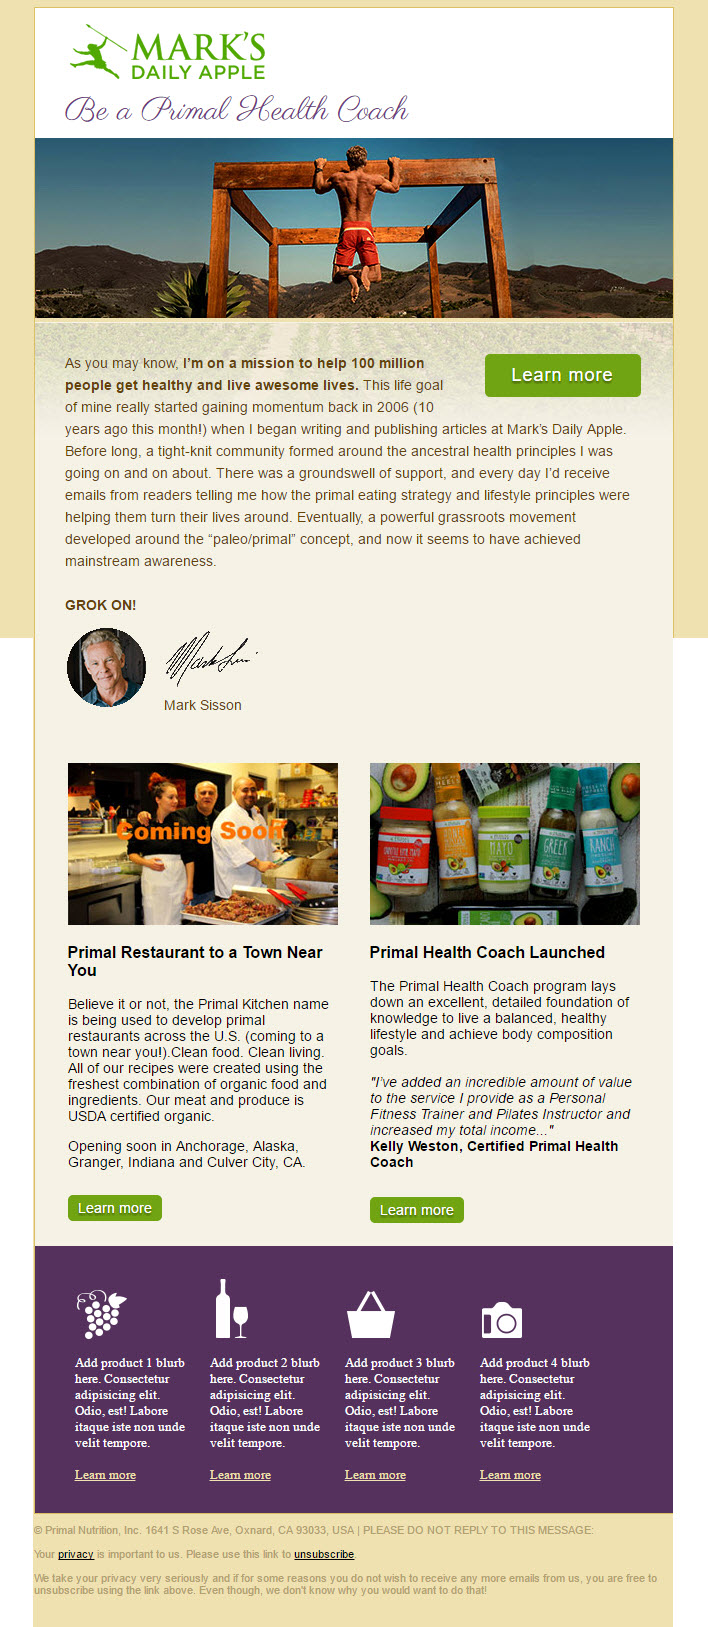 MARK'S
DAILY APPLE
Be a Primal Health Coach
As you may know, I'm on a mission to help 100 million
people get healthy and live awesome lives. This life goal
of mine really started gaining momentum back in 2006 (10
years ago this month!) when I began writing and publishing articles at Mark's Daily Apple.
Before long, a tight-knit community formed around the ancestral health principles I was
going on and on about. There was a groundswell of support, and every day I'd receive
emails from readers telling me how the primal eating strategy and lifestyle principles were
helping them turn their lives around. Eventually, a powerful grassroots movement
developed around the “paleo/primal” concept, and now it seems to have achieved
mainstream awareness.
Learn more
GROK ON!
Mark Sisson
Coming Soon
Primal Restaurant to a Town Near
You
Believe it or not, the Primal Kitchen name
is being used to develop primal
restaurants across the U.S. (coming to a
town near you!).Clean food. Clean living.
All of our recipes were created using the
freshest combination of organic food and
ingredients. Our meat and produce is
USDA certified organic.
Opening soon in Anchorage, Alaska,
Granger, Indiana and Culver City, CA.
Learn more
MAYO
GREEK
RANCH
Primal Health Coach Launched
The Primal Health Coach program lays
down an excellent, detailed foundation of
knowledge to live a balanced, healthy
lifestyle and achieve body composition
goals.
"I've added an incredible amount of value
to the service I provide as a Personal
Fitness Trainer and Pilates Instructor and
increased my total income..."
Kelly Weston, Certified Primal Health
Coach
Learn more
Add product 1 blurb
here. Consectetur
adipisicing elit.
Odio, est! Labore
itaque iste non unde
velit tempore.
Learn more
Add product 2 blurb
here. Consectetur
adipisicing elit.
Odio, est! Labore
itaque iste non unde
velit tempore.
Learn more
Add product 3 blurb
here. Consectetur
adipisicing elit.
Odio, est! Labore
itaque iste non unde
velit tempore.
Learn more
Add product 4 blurb
here. Consectetur
adipisicing elit.
Odio, est! Labore
itaque iste non unde
velit tempore.
Learn more
© Primal Nutrition, Inc. 1641 S Rose Ave, Oxnard, CA 93033, USA | PLEASE DO NOT REPLY TO THIS MESSAGE:
Your privacy is important to us. Please use this link to unsubscribe.
We take your privacy very seriously and if for some reasons you do not wish to receive any more emails from us, you are free to
unsubscribe using the link above. Even though, we don't know why you would want to do that!